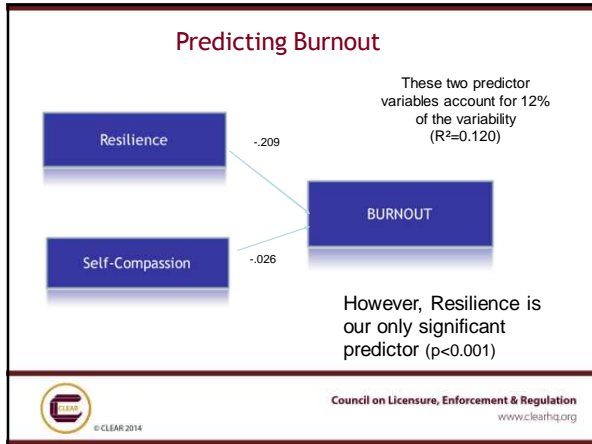 Predicting Burnout
These two predictor
variables account for 12%
of the variability
(R²=0.120)
Resilience
-.209
BURNOUT
Self-Compassion
-.026
However, Resilience is
our only significant
predictor (p<0.001)
CLEAR
© CLEAR 2014
Council on Licensure, Enforcement & Regulation
www.clearhq.org